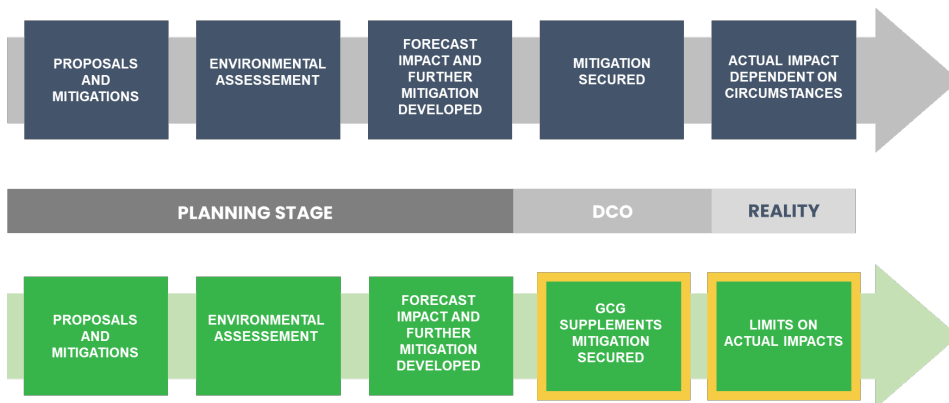 PROPOSALS
AND
MITIGATIONS
ENVIRONMENTAL
ASSESSEMENT
FORECAST
IMPACT AND
FURTHER
MITIGATION
DEVELOPED
MITIGATION
SECURED
ACTUAL IMPACT
DEPENDENT ON
CIRCUMSTANCES
PLANNING STAGE
DCO
REALITY
PROPOSALS
AND
MITIGATIONS
ENVIRONMENTAL
ASSESSEMENT
FORECAST
IMPACT AND
FURTHER
MITIGATION
DEVELOPED
GCG
SUPPLEMENTS
MITIGATION
SECURED
LIMITS ON
ACTUAL IMPACTS